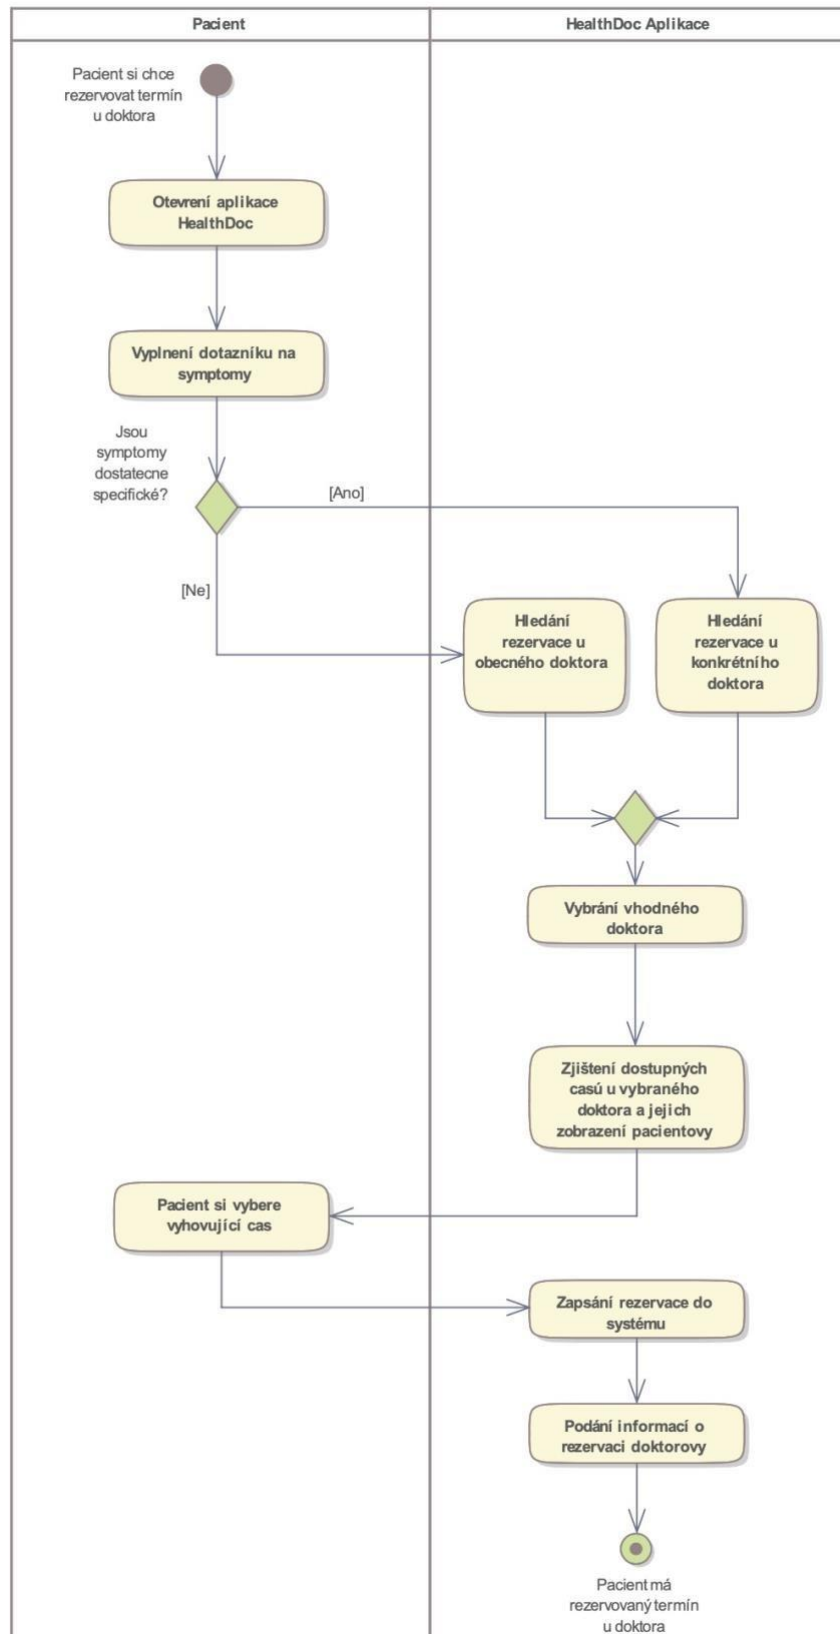 Pacient
HealthDoc Aplikace
Pacient si chce
rezervovat termín
u doktora
Otevrení aplikace
HealthDoc
Vyplnení dotazníku na
symptomy
Jsou
symptomy
dostatecne
specifické?
[Ano]
[Ne]
Hledání
rezervace u
obecného doktora
Hledání
rezervace u
konkrétního
doktora
Vybrání vhodného
doktora
Zjištení dostupných
casú u vybraného
doktora a jejich
zobrazení pacientovy
Pacient si vybere
vyhovující cas
Zapsání rezervace do
systému
Podání informací o
rezervaci doktorovy
Pacient má
rezervovaný termín
u doktora